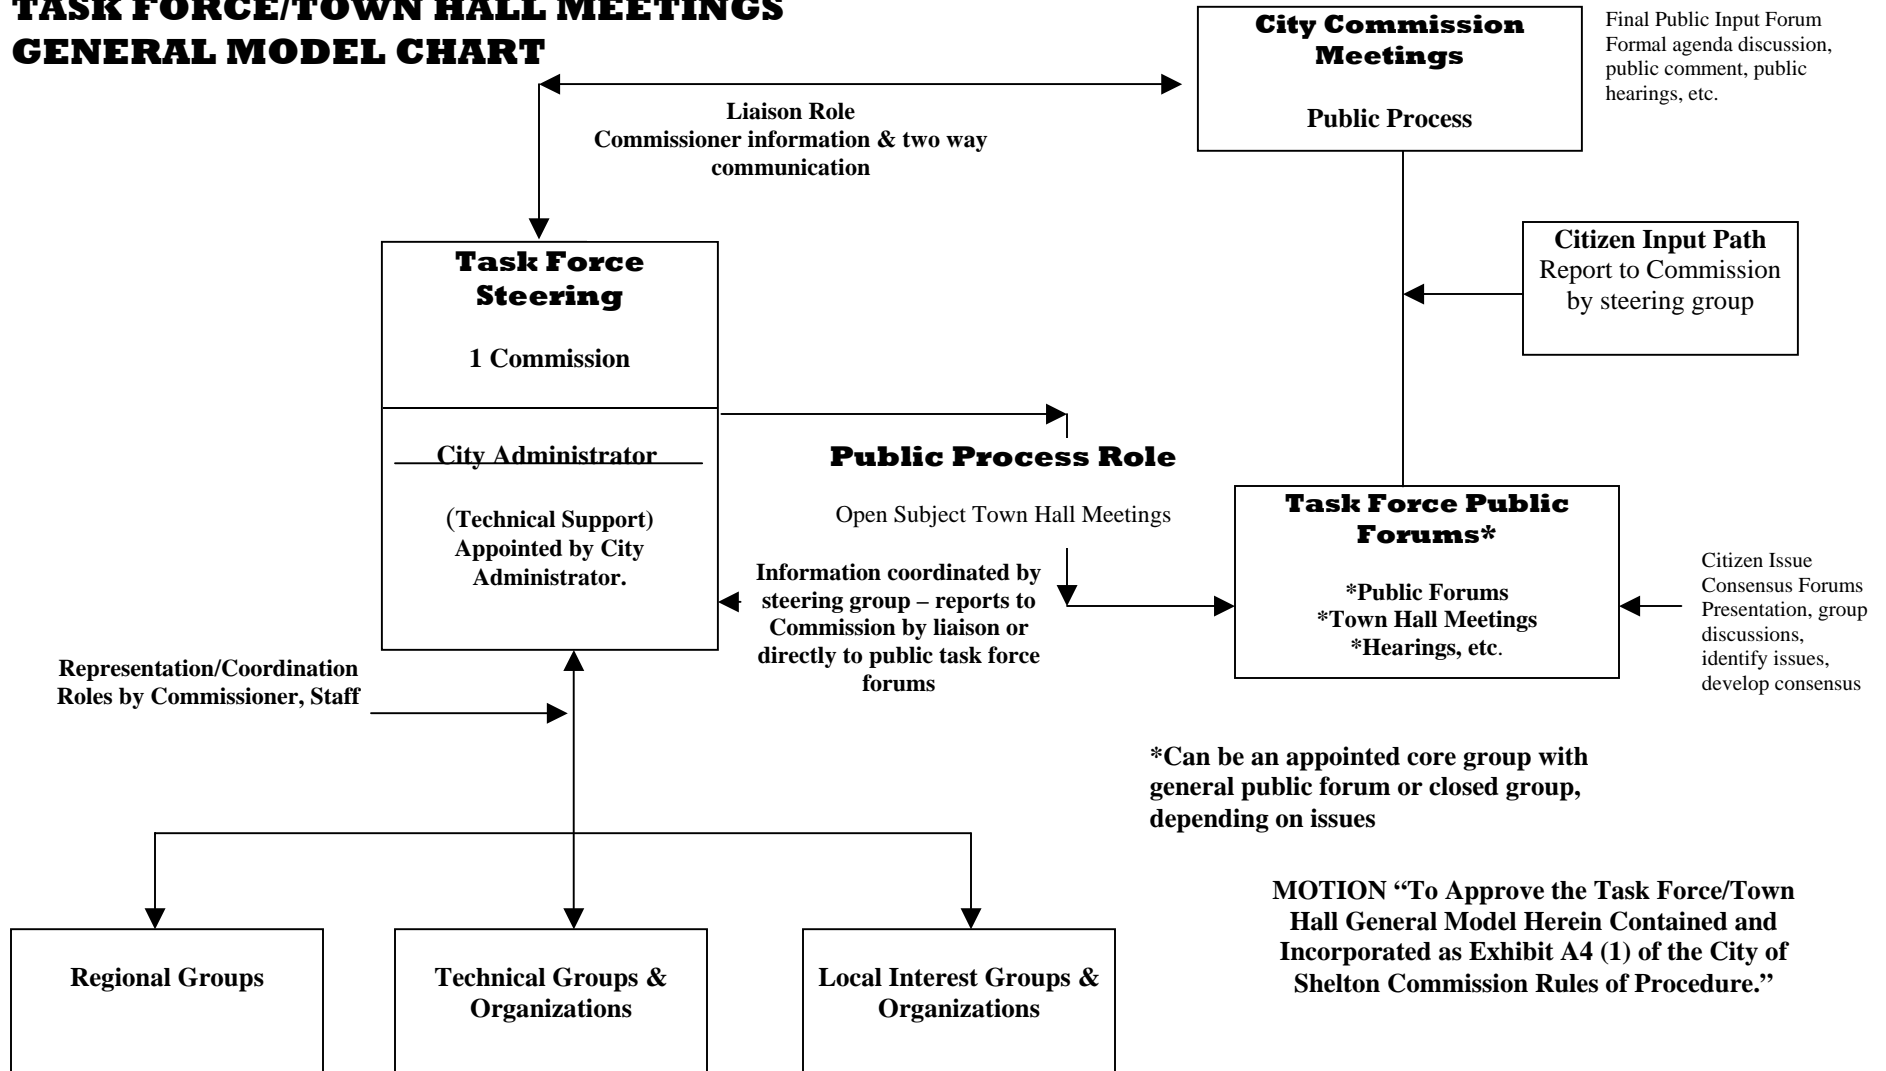 TASK FORCE/TOWN HALL MEETINGS
GENERAL MODEL CHART
City Commission
Meetings
Public Process
Final Public Input Forum
Formal agenda discussion,
public comment, public
hearings, etc.
Liaison Role
Commissioner information & two way
communication
Citizen Input Path
Report to Commission
by steering group
Task Force
Steering
1 Commission
City Administrator
(Technical Support)
Appointed by City
Administrator.
Public Process Role
Open Subject Town Hall Meetings
Information coordinated by
steering group – reports to
Commission by liaison or
directly to public task force
forums
Task Force Public
Forums*
*Public Forums
*Town Hall Meetings
*Hearings, etc.
Citizen Issue
Consensus Forums
Presentation, group
discussions,
identify issues,
develop consensus
Representation/Coordination
Roles by Commissioner, Staff
*Can be an appointed core group with
general public forum or closed group,
depending on issues
MOTION “To Approve the Task Force/Town
Hall General Model Herein Contained and
Incorporated as Exhibit A4 (1) of the City of
Shelton Commission Rules of Procedure.”
Regional Groups
Technical Groups &
Organizations
Local Interest Groups &
Organizations